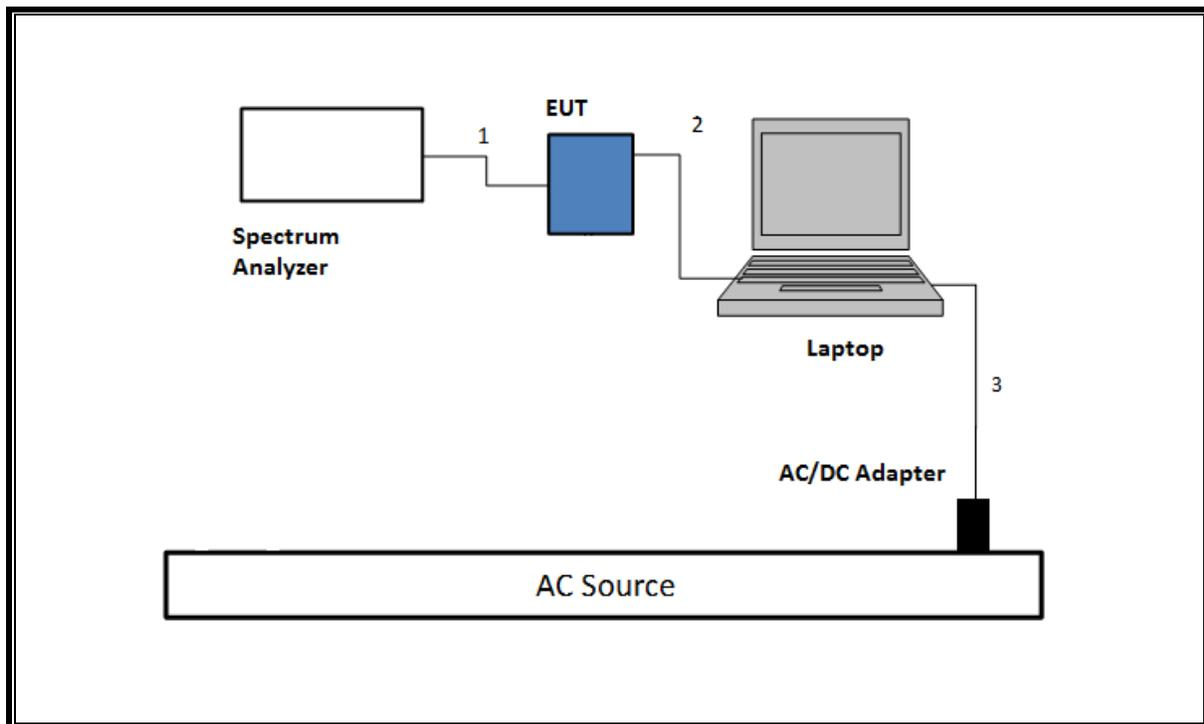 EUT
1
2
Spectrum
Analyzer
Laptop
3
AC/DC Adapter
AC Source